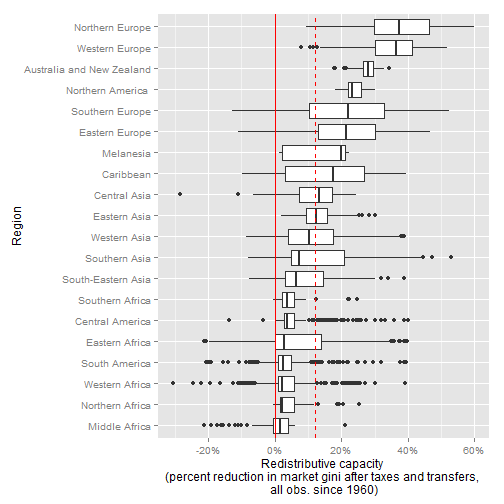 Northern Europe
Western Europe
Australia and New Zealand
Northern America
Southern Europe
Eastern Europe
Melanesia
Caribbean
Central Asia
Eastern Asia
Western Asia
Southern Asia
South-Eastern Asia
Southern Africa
Central America
Eastern Africa
South America
Western Africa
Northern Africa
Middle Africa
Region
-20%
0%
20%
40%
60%
Redistributive capacity
(percent reduction in market gini after taxes and transfers,
all obs. since 1960)